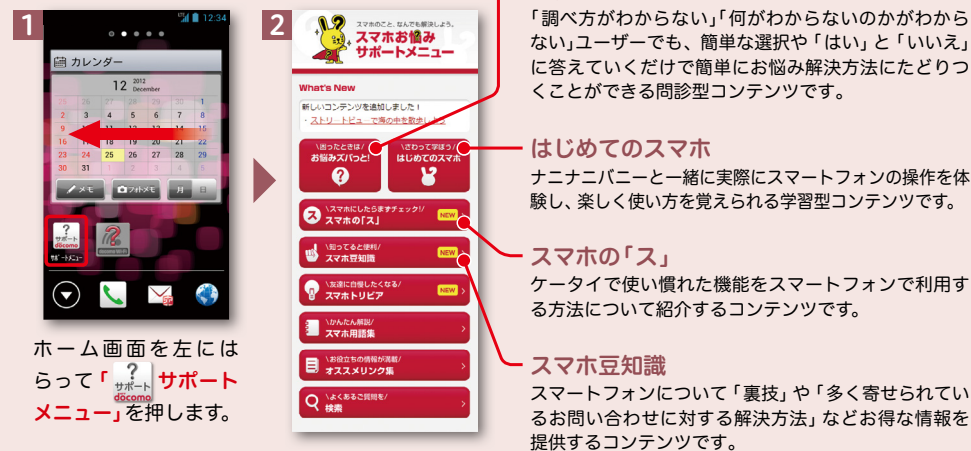 1
12:34
カレンダー
12 2012 December
25 26 27 28 29 30 1
2 3 4 5 6 7 8
9 15
16 18 19 20 21 22
23 24 25 26 27 28 29
30 31 1 2 3 4 5
メモ
フォトメモ
月
日
?
サポート
döcomo
ｻﾎﾟｰﾄﾒﾆｭｰ
docomo Wi-Fi
ホーム画面を左には
らって「 ? サポート döcomo サポート
メニュー」を押します。
2
スマホのこと、なんでも解決しよう。
スマホお悩み
サポートメニュー
What's New
新しいコンテンツを追加しました！
・ストリートビューで海の中を散歩しよう
\困ったときは/
お悩みズバっと!
\さわって学ぼう/
はじめてのスマホ
\スマホにしたらまずチェック!/
ス スマホの「ス」 NEW
\知ってると便利/
スマホ豆知識 NEW
\友達に自慢したくなる/
スマホトリビア NEW
\かんたん解説/
スマホ用語集
\お役立ちの情報が満載/
オススメリンク集
\よくあるご質問を/
検索
「調べ方がわからない」「何がわからないのかがわから
ない」ユーザーでも、簡単な選択や「はい」と「いいえ」
に答えていくだけで簡単にお悩み解決方法にたどりつ
くことができる問診型コンテンツです。
はじめてのスマホ
ナニナニバニーと一緒に実際にスマートフォンの操作を体
験し、楽しく使い方を覚えられる学習型コンテンツです。
スマホの「ス」
ケータイで使い慣れた機能をスマートフォンで利用す
る方法について紹介するコンテンツです。
スマホ豆知識
スマートフォンについて「裏技」や「多く寄せられてい
るお問い合わせに対する解決方法」などお得な情報を
提供するコンテンツです。